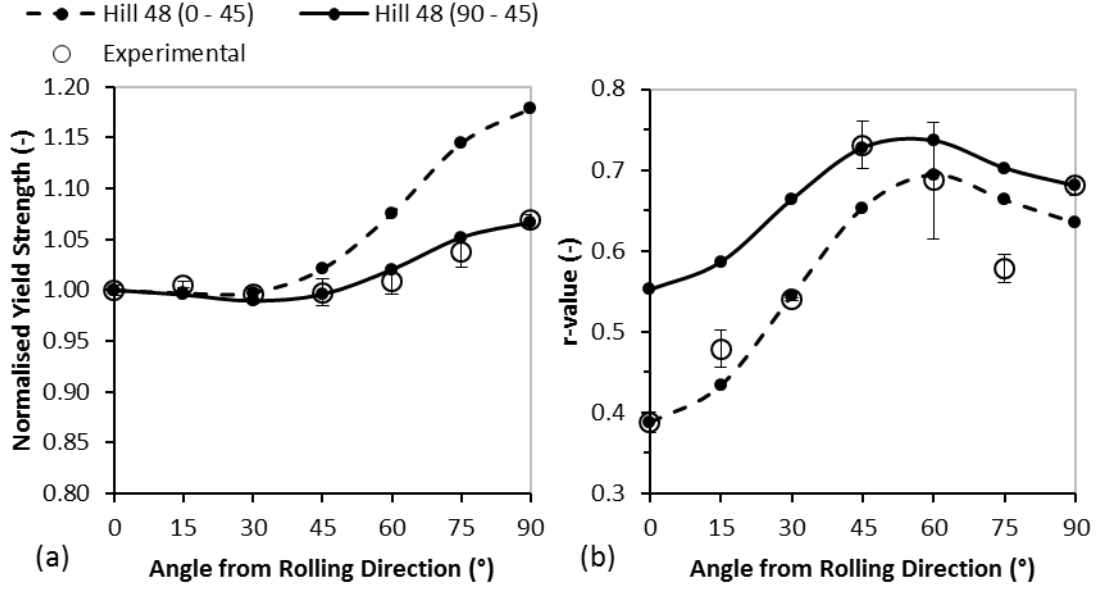 Hill 48 (0 - 45) Hill 48 (90 - 45)
Experimental
Normalised Yield Strength (-)
1.20
1.15
1.10
1.05
1.00
0.95
0.90
0.85
0.80
0 15 30 45 60 75 90
(a) Angle from Rolling Direction (°)
r-value (-)
0.8
0.7
0.6
0.5
0.4
0.3
0 15 30 45 60 75 90
(b) Angle from Rolling Direction (°)